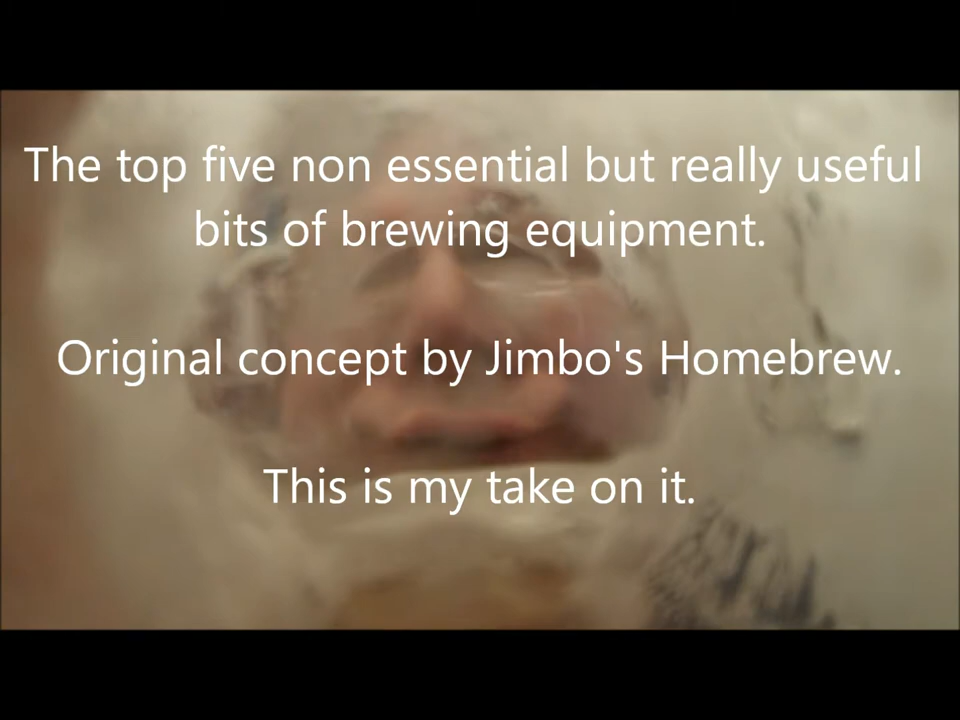 The top five non essential but really useful
bits of brewing equipment.
Original concept by Jimbo's Homebrew.
This is my take on it.